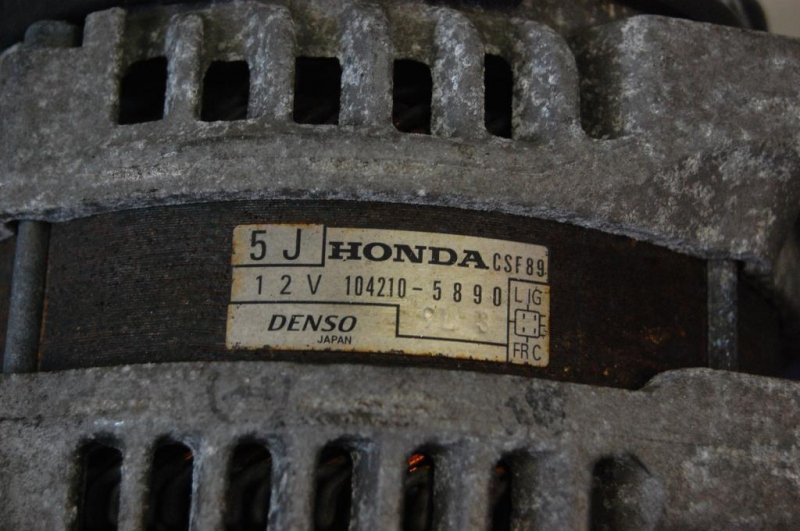 5J HONDA CSF89
12V 104210-5890
L IG
DENSO
JAPAN
FR C